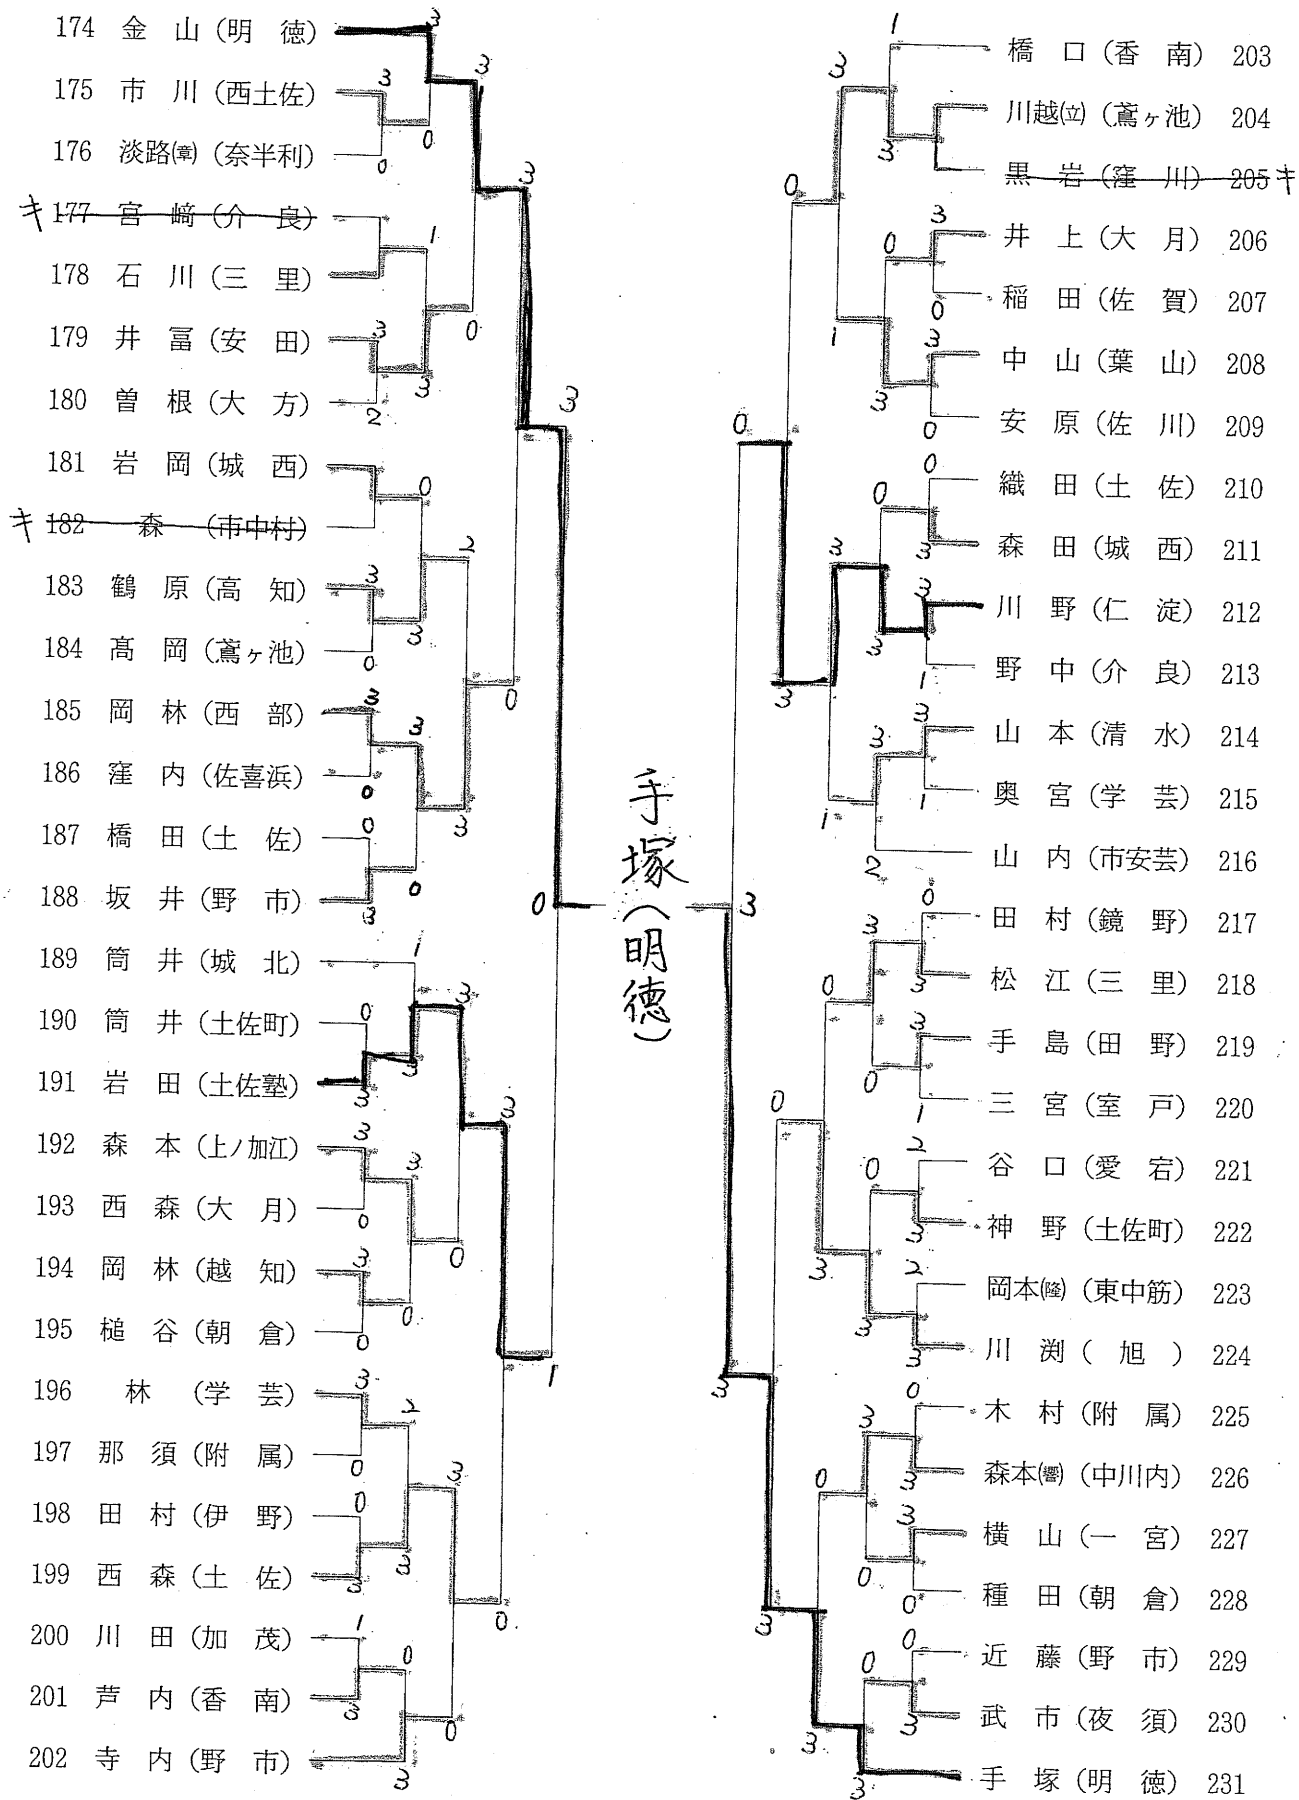 174 金山(明徳)
175 市川(西土佐)
176 淡路(章)(奈半利)
キ 177 宮﨑(介良)
178 石川(三里)
179 井冨(安田)
180 曽根(大方)
181 岩岡(城西)
キ 182 森(市中村)
183 鶴原(高知)
184 髙岡(鳶ヶ池)
185 岡林(西部)
186 窪内(佐喜浜)
187 橋田(土佐)
188 坂井(野市)
189 筒井(城北)
190 筒井(土佐町)
191 岩田(土佐塾)
192 森本(上ノ加江)
193 西森(大月)
194 岡林(越知)
195 槌谷(朝倉)
196 林(学芸)
197 那須(附属)
198 田村(伊野)
199 西森(土佐)
200 川田(加茂)
201 芦内(香南)
202 寺内(野市)
手塚(明徳)
橋口(香南) 203
川越(立)(鳶ヶ池) 204
黒岩(窪川) 205 キ
井上(大月) 206
稲田(佐賀) 207
中山(葉山) 208
安原(佐川) 209
織田(土佐) 210
森田(城西) 211
川野(仁淀) 212
野中(介良) 213
山本(清水) 214
奥宮(学芸) 215
山内(市安芸) 216
田村(鏡野) 217
松江(三里) 218
手島(田野) 219
三宮(室戸) 220
谷口(愛宕) 221
神野(土佐町) 222
岡本(隆)(東中筋) 223
川渕(旭) 224
木村(附属) 225
森本(響)(中川内) 226
横山(一宮) 227
種田(朝倉) 228
近藤(野市) 229
武市(夜須) 230
手塚(明徳) 231